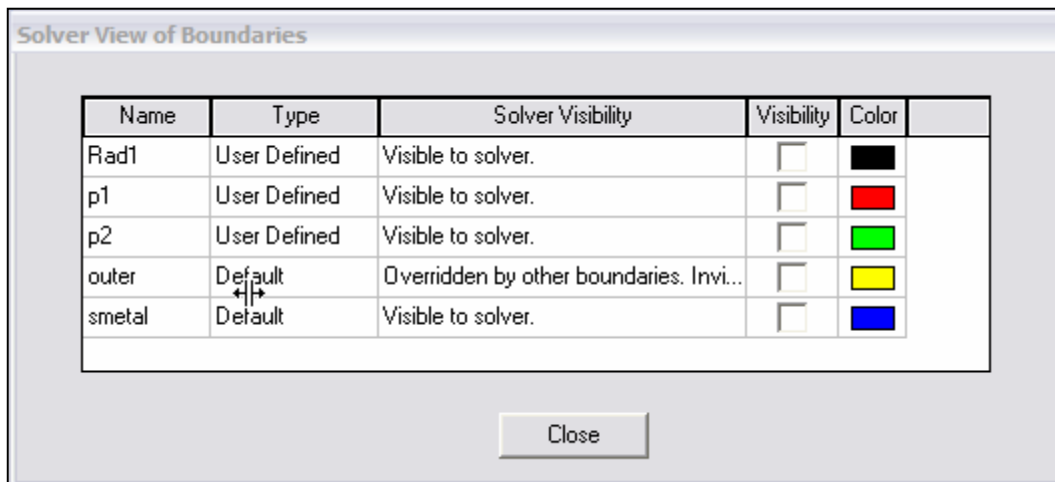 Solver View of Boundaries
Name Type Solver Visibility Visibility Color
Rad1 User Defined Visible to solver.
p1 User Defined Visible to solver.
p2 User Defined Visible to solver.
outer Default Overridden by other boundaries. Invi...
smetal Default Visible to solver.
Close